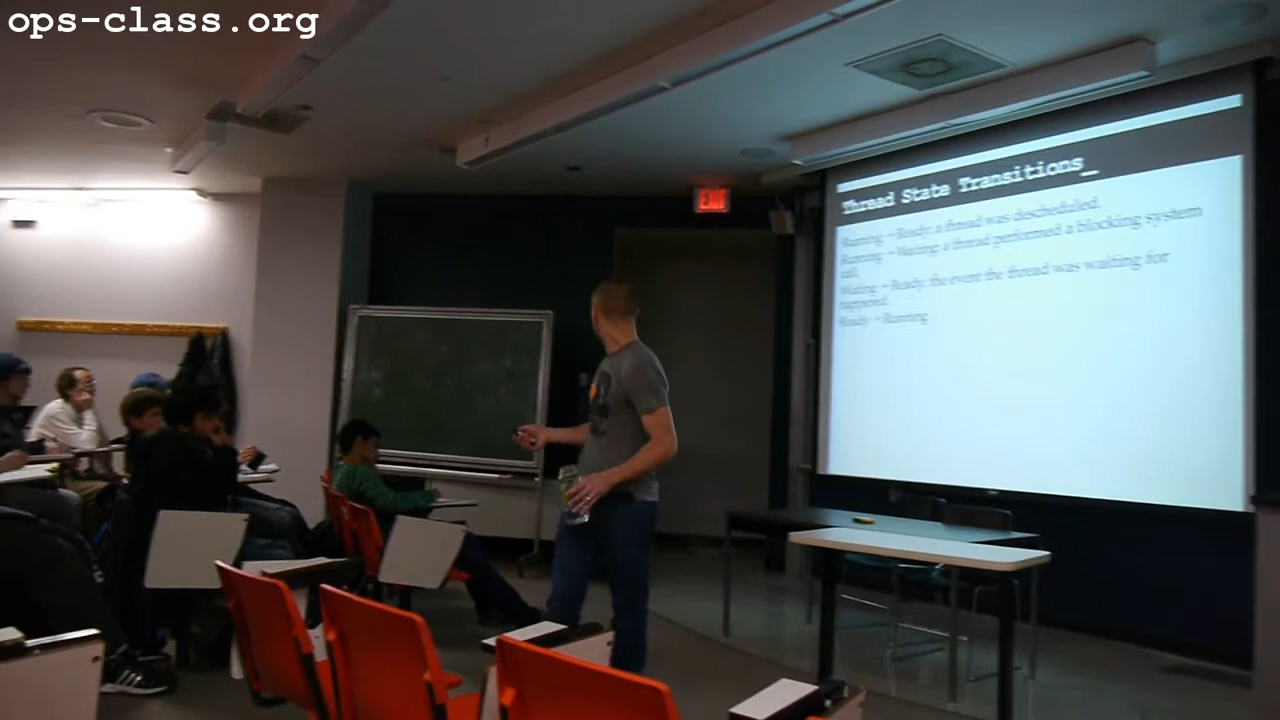 ops-class.org
Thread State Transitions_
Running → Ready: a thread was descheduled.
Running → Waiting: a thread performed a blocking system
call.
Waiting → Ready: the event the thread was waiting for
happened.
Ready → Running